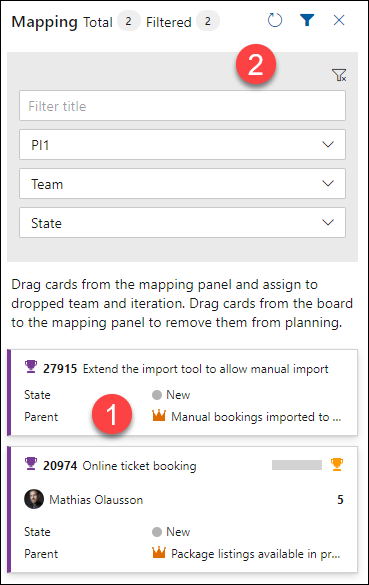 Mapping Total 2 Filtered 2
2
Filter title
PI1
Team
State
Drag cards from the mapping panel and assign to
dropped team and iteration. Drag cards from the board
to the mapping panel to remove them from planning.
27915 Extend the import tool to allow manual import
State New
1
Parent Manual bookings imported to ...
20974 Online ticket booking
Mathias Olausson 5
State New
Parent Package listings available in pr...